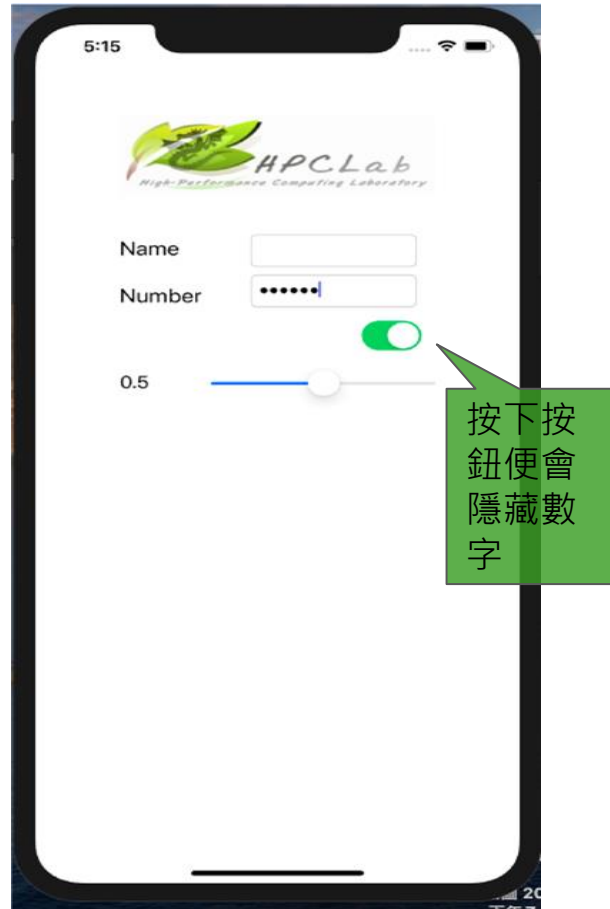 5:15
HPCLab
High-Performance Computing Laboratory
Name
Number ••••••
0.5
按下按
鈕便會
隱藏數
字
20